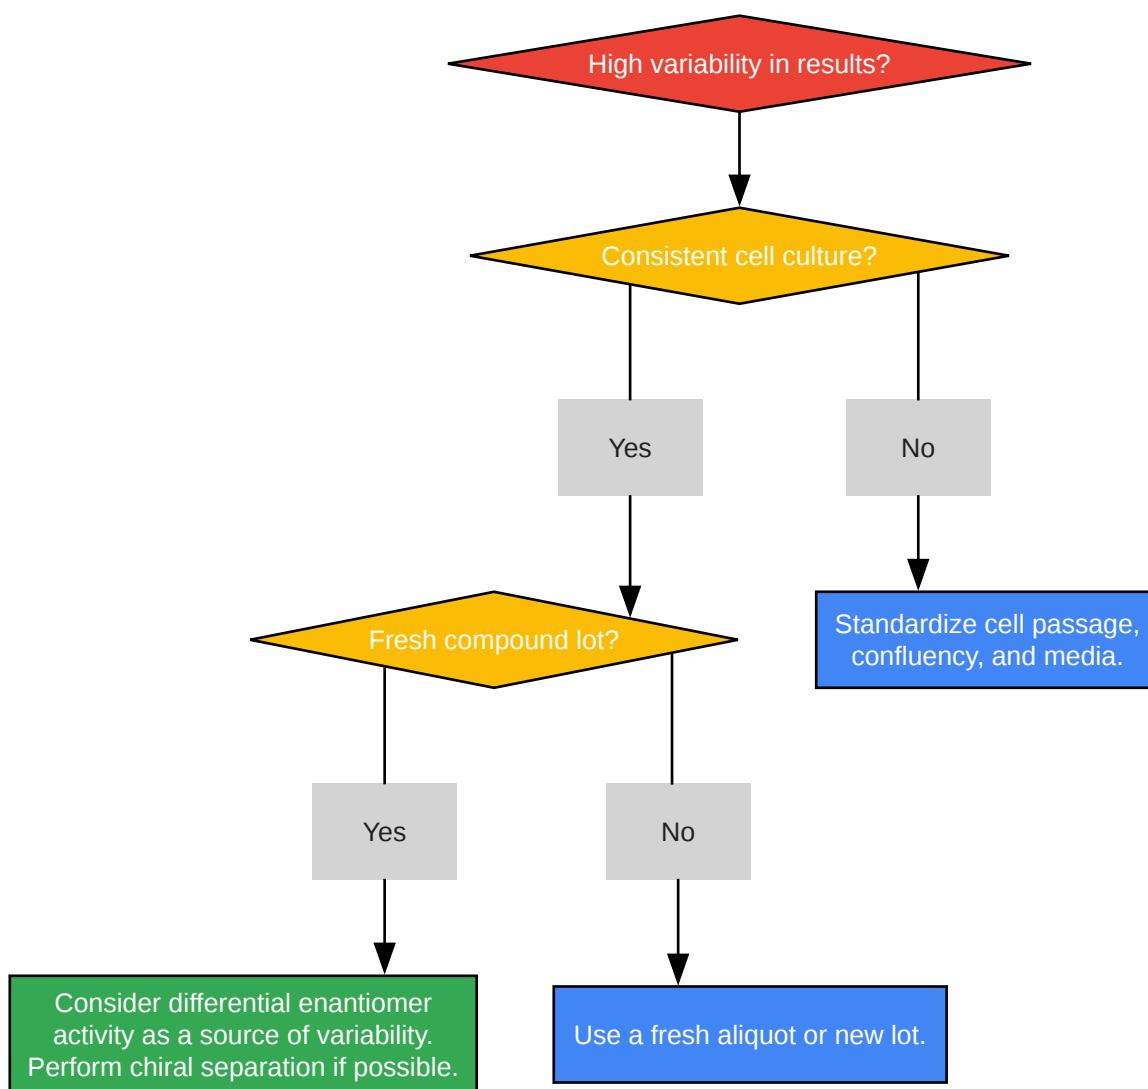 High variability in results?
Consistent cell culture?
Yes
No
Standardize cell passage,
confluency, and media.
Fresh compound lot?
Yes
No
Consider differential enantiomer
activity as a source of variability.
Perform chiral separation if possible.
Use a fresh aliquot or new lot.